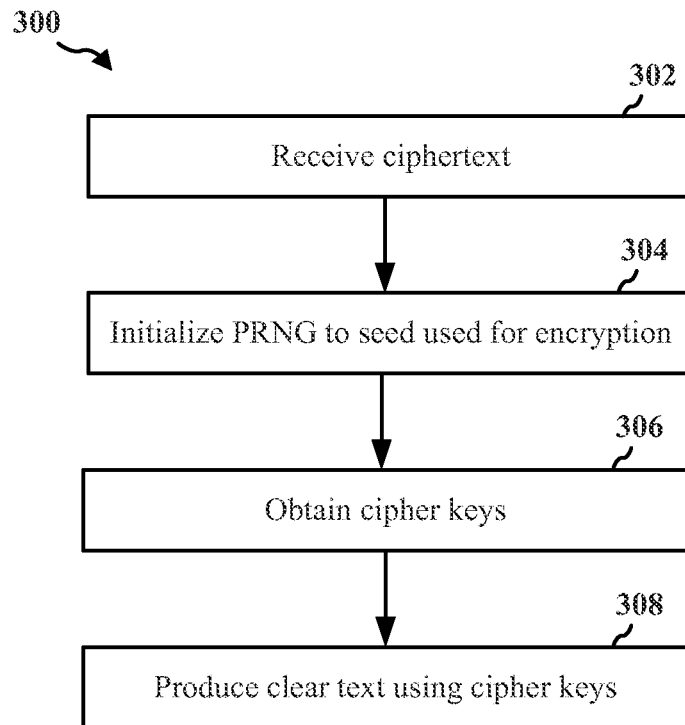 300
302
Receive ciphertext
304
Initialize PRNG to seed used for encryption
306
Obtain cipher keys
308
Produce clear text using cipher keys